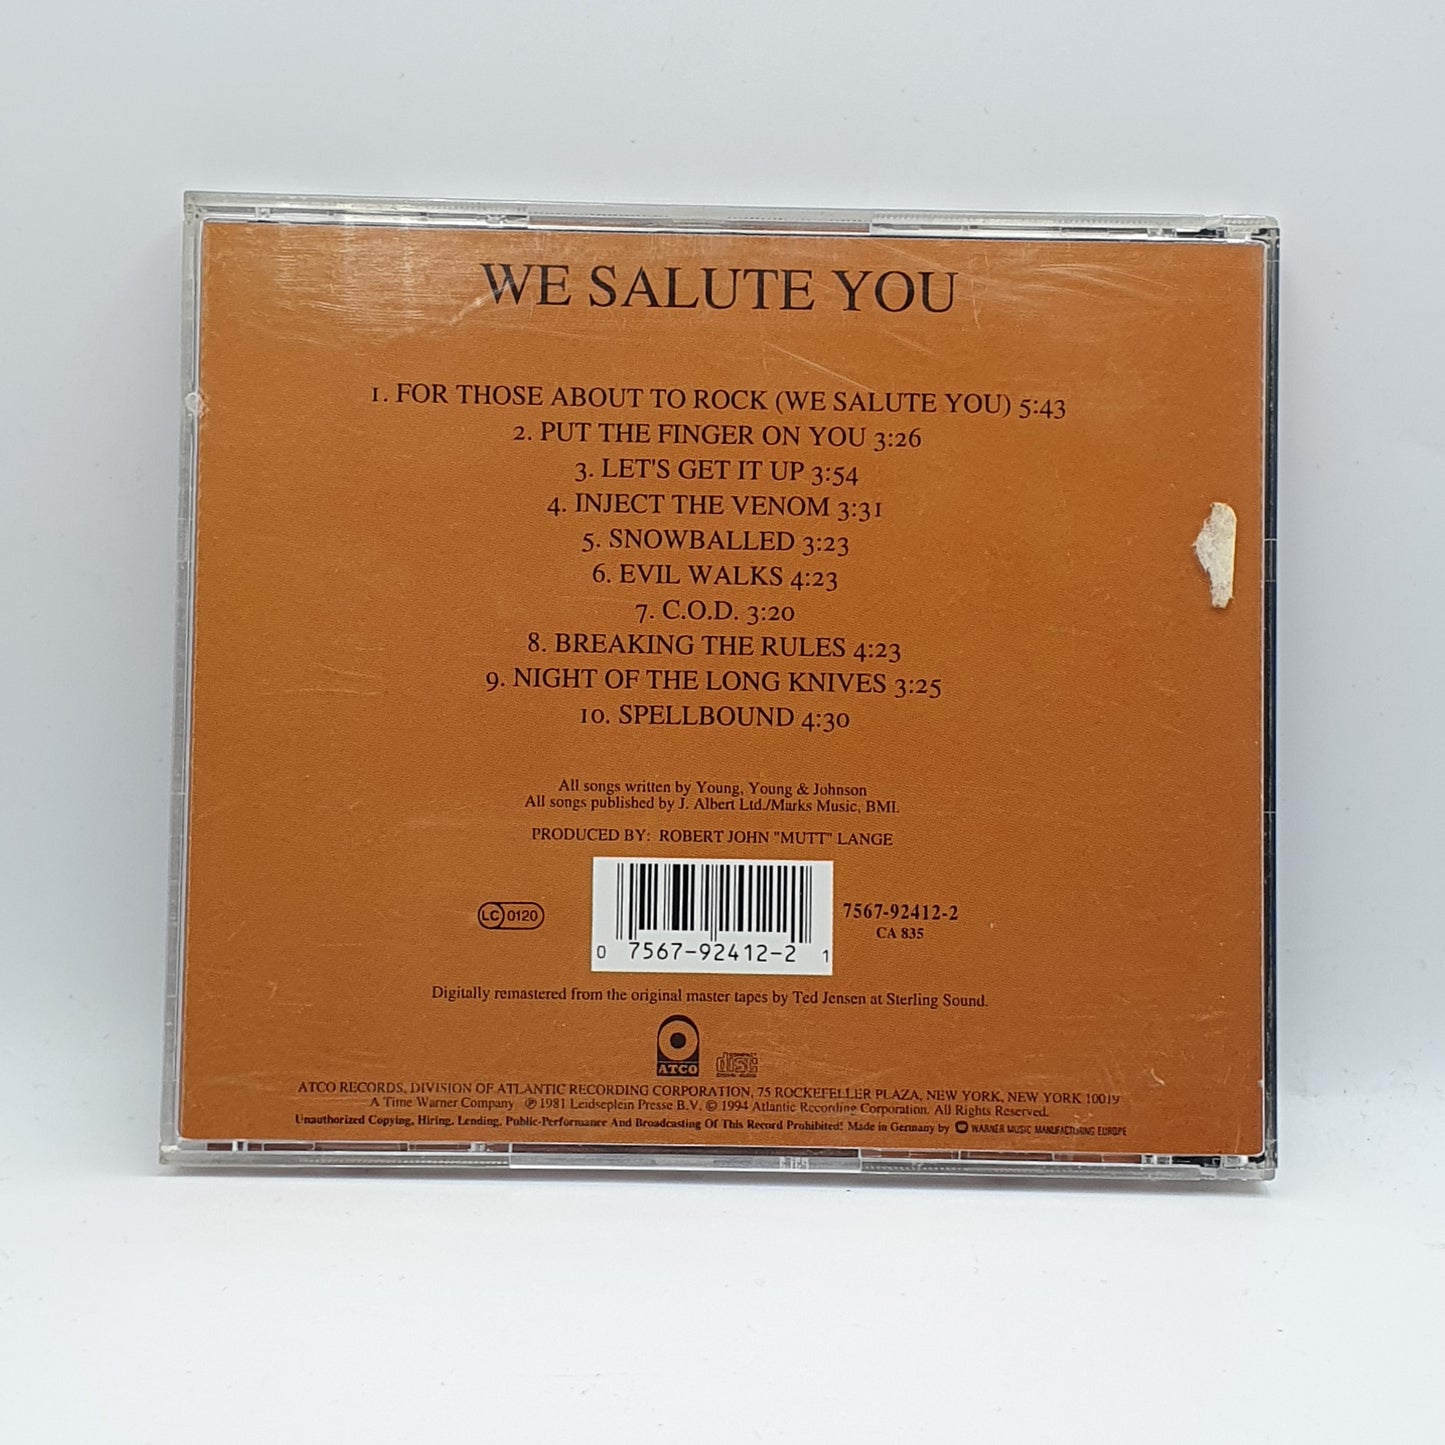 WE SALUTE YOU
1. FOR THOSE ABOUT TO ROCK (WE SALUTE YOU) 5:43
2. PUT THE FINGER ON YOU 3:26
3. LET'S GET IT UP 3:54
4. INJECT THE VENOM 3:31
5. SNOWBALLED 3:23
6. EVIL WALKS 4:23
7. C.O.D. 3:20
8. BREAKING THE RULES 4:23
9. NIGHT OF THE LONG KNIVES 3:25
10. SPELLBOUND 4:30
All songs written by Young, Young & Johnson
All songs published by J. Albert Ltd./Marks Music, BMI.
PRODUCED BY: ROBERT JOHN "MUTT" LANGE
LC 0120
0 7567-92412-2 1
7567-92412-2
CA 835
Digitally remastered from the original master tapes by Ted Jensen at Sterling Sound.
ATCO
COMPACT disc DIGITAL AUDIO
ATCO RECORDS, DIVISION OF ATLANTIC RECORDING CORPORATION, 75 ROCKEFELLER PLAZA, NEW YORK, NEW YORK 10019
A Time Warner Company ℗ 1981 Leidseplein Presse B.V. © 1994 Atlantic Recording Corporation. All Rights Reserved.
Unauthorized Copying, Hiring, Lending, Public-Performance And Broadcasting Of This Record Prohibited! Made in Germany by WARNER MUSIC MANUFACTURING EUROPE